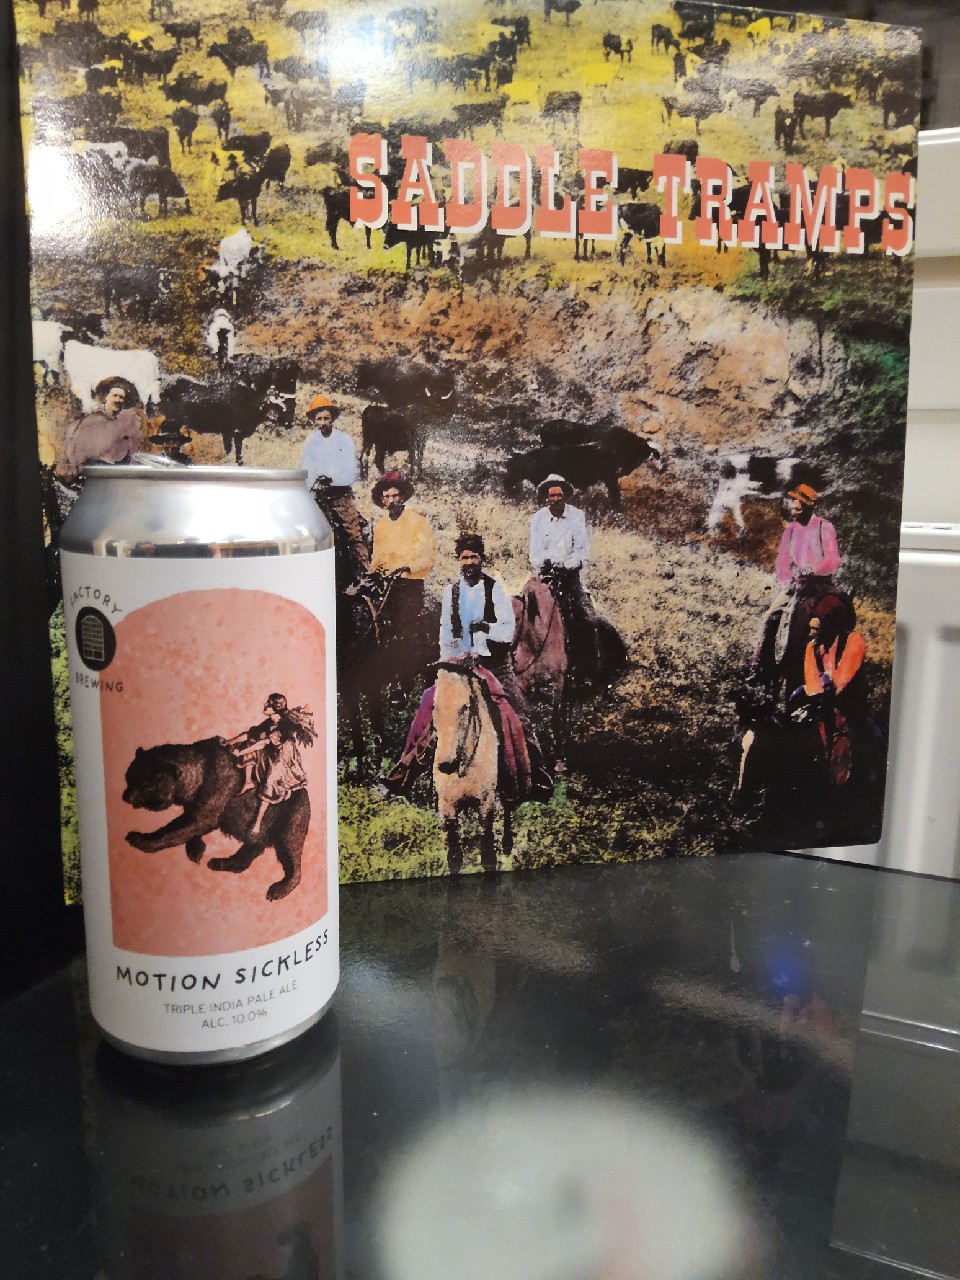 SADDLE TRAMPS
FACTORY
BREWING
MOTION SICKLESS
TRIPLE INDIA PALE ALE
ALC. 10.0%